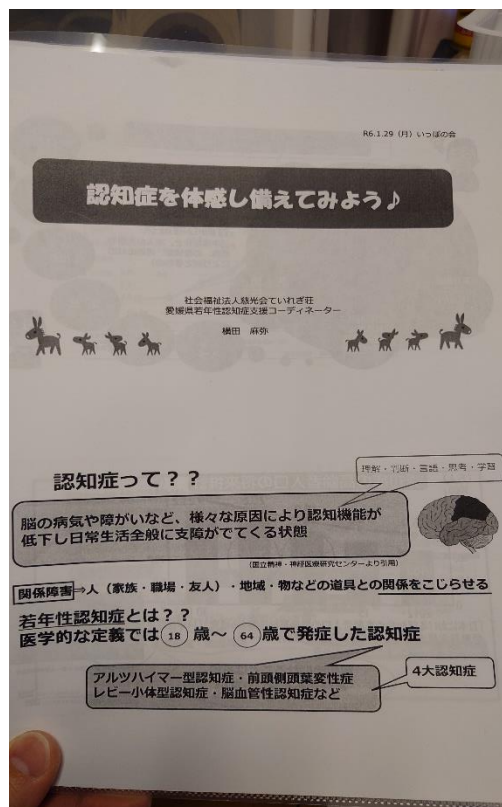 R6.1.29（月）いっぽの会
認知症を体感し備えてみよう♪
社会福祉法人慈光会ていれぎ荘
愛媛県若年性認知症支援コーディネーター
横田 麻弥
認知症って？？
理解・判断・言語・思考・学習
脳の病気や障がいなど、様々な原因により認知機能が
低下し日常生活全般に支障がでてくる状態
（国立精神・神経医療研究センターより引用）
関係障害⇒人（家族・職場・友人）・地域・物などの道具との関係をこじらせる
若年性認知症とは？？
医学的な定義では 18 歳～ 64 歳で発症した認知症
アルツハイマー型認知症・前頭側頭葉変性症
レビー小体型認知症・脳血管性認知症など
4大認知症